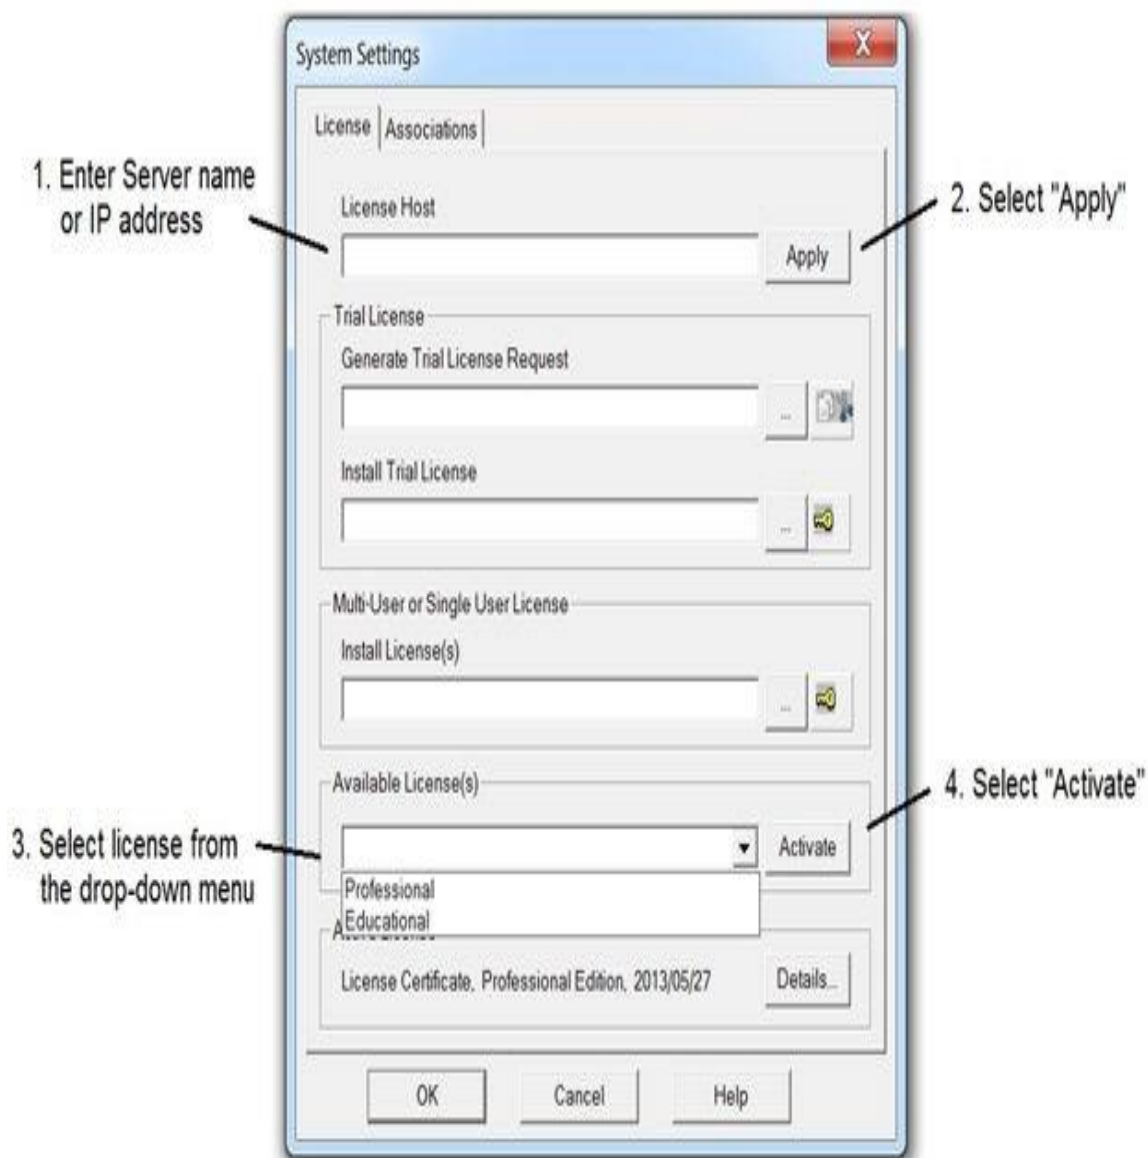 System Settings
X
License
Associations
1. Enter Server name
or IP address
License Host
Apply
2. Select "Apply"
Trial License
Generate Trial License Request
...
Install Trial License
...
Multi-User or Single User License
Install License(s)
...
Available License(s)
Activate
4. Select "Activate"
3. Select license from
the drop-down menu
Professional
Educational
License Certificate, Professional Edition, 2013/05/27
Details...
OK
Cancel
Help